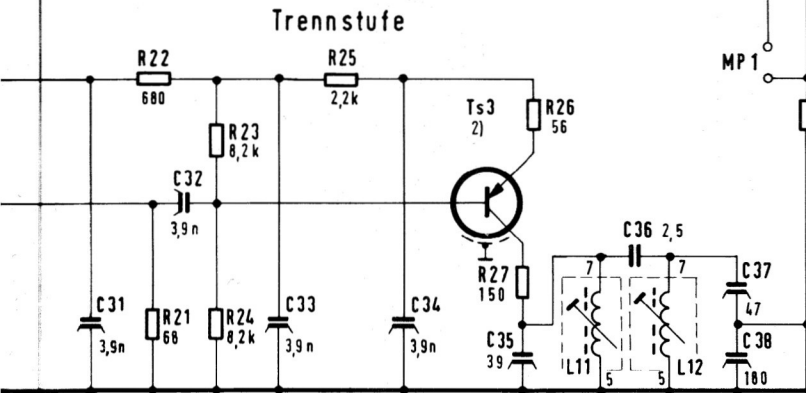 Trennstufe
R22
680
R25
2,2k
MP1
Ts3
2)
R26
56
R23
8,2k
C32
3,9n
C36 2,5
R27
150
7
7
C37
47
C31
3,9n
R21
68
R24
8,2k
C33
3,9n
C34
3,9n
C35
39
L11
5
L12
5
C38
180